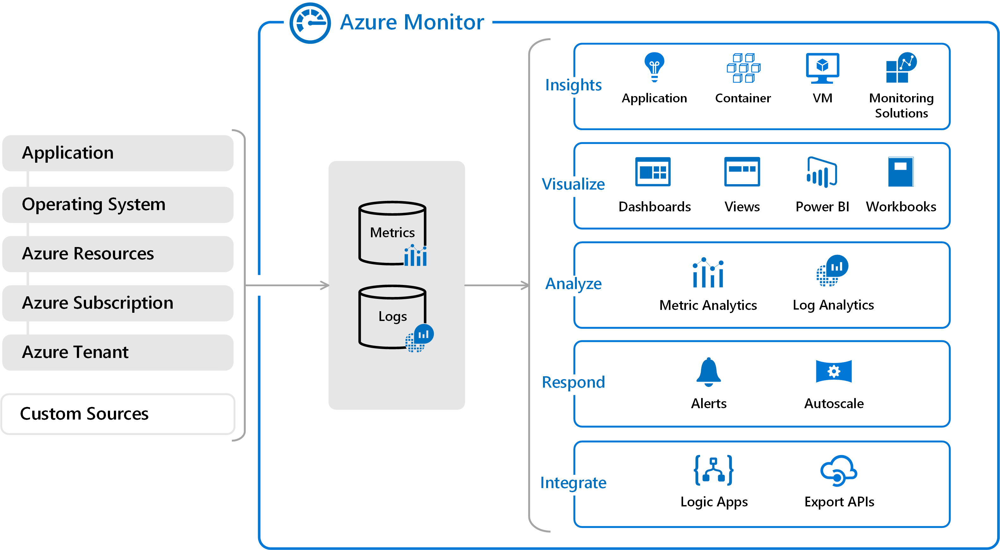 Azure Monitor
Application
Operating System
Azure Resources
Azure Subscription
Azure Tenant
Custom Sources
Metrics
Logs
Insights
Application
Container
VM
Monitoring
Solutions
Visualize
Dashboards
Views
Power BI
Workbooks
Analyze
Metric Analytics
Log Analytics
Respond
Alerts
Autoscale
Integrate
Logic Apps
Export APIs